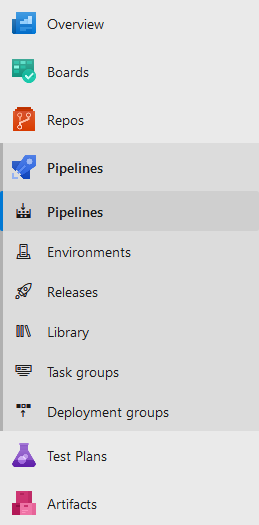 Overview
Boards
Repos
Pipelines
Pipelines
Environments
Releases
Library
Task groups
Deployment groups
Test Plans
Artifacts